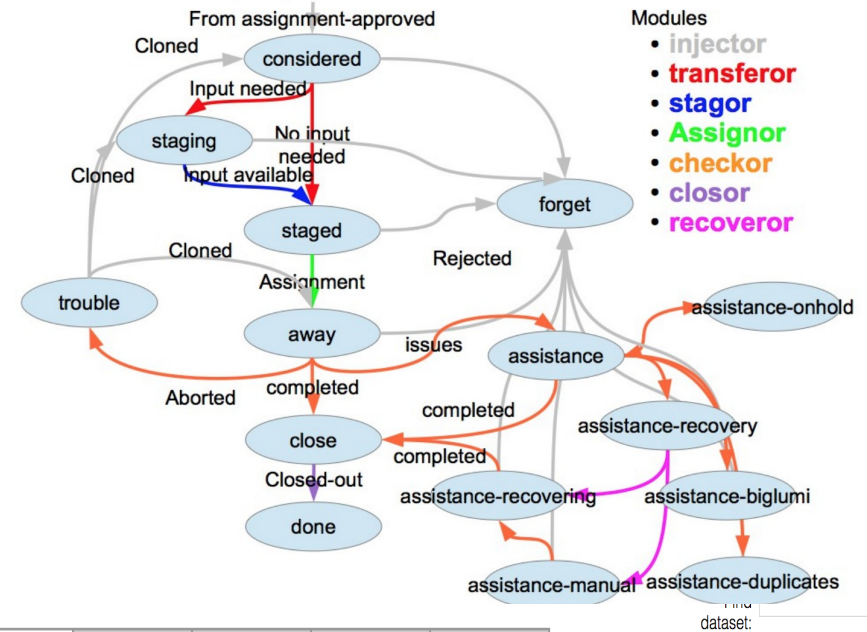 From assignment-approved
Modules
Cloned
injector
considered
transferor
Input needed
stagor
staging
No input
needed
Assignor
checkor
Cloned
Input available
closor
forget
recoveror
staged
Cloned
Rejected
Assignment
trouble
assistance-onhold
away
issues
assistance
Aborted
completed
completed
assistance-recovery
close
completed
Closed-out
assistance-recovering
assistance-biglumi
done
assistance-manual
assistance-duplicates
Find
dataset: